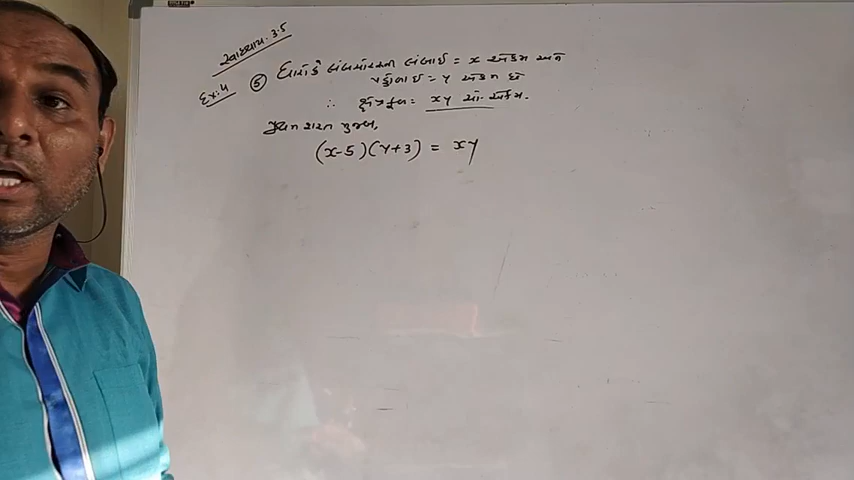 સ્વાધ્યાય. 3.5
Ex: 4 ⑤ ધારો કે લંબચોરસની લંબાઈ = x એકમ અને
પહોળાઈ = y એકમ છે
∴ ક્ષેત્રફળ = xy ચો. એકમ.
પ્રથમ શરત મુજબ,
(x-5)(y+3) = xy